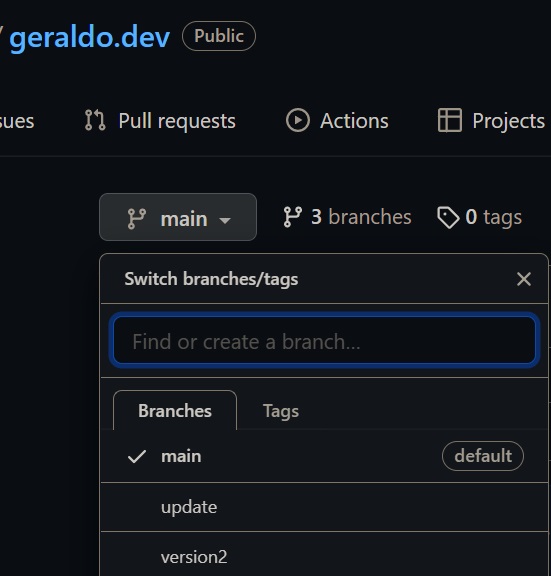 / geraldo.dev Public
sues Pull requests Actions Projects
main 3 branches 0 tags
Switch branches/tags
Find or create a branch...
Branches Tags
main default
update
version2